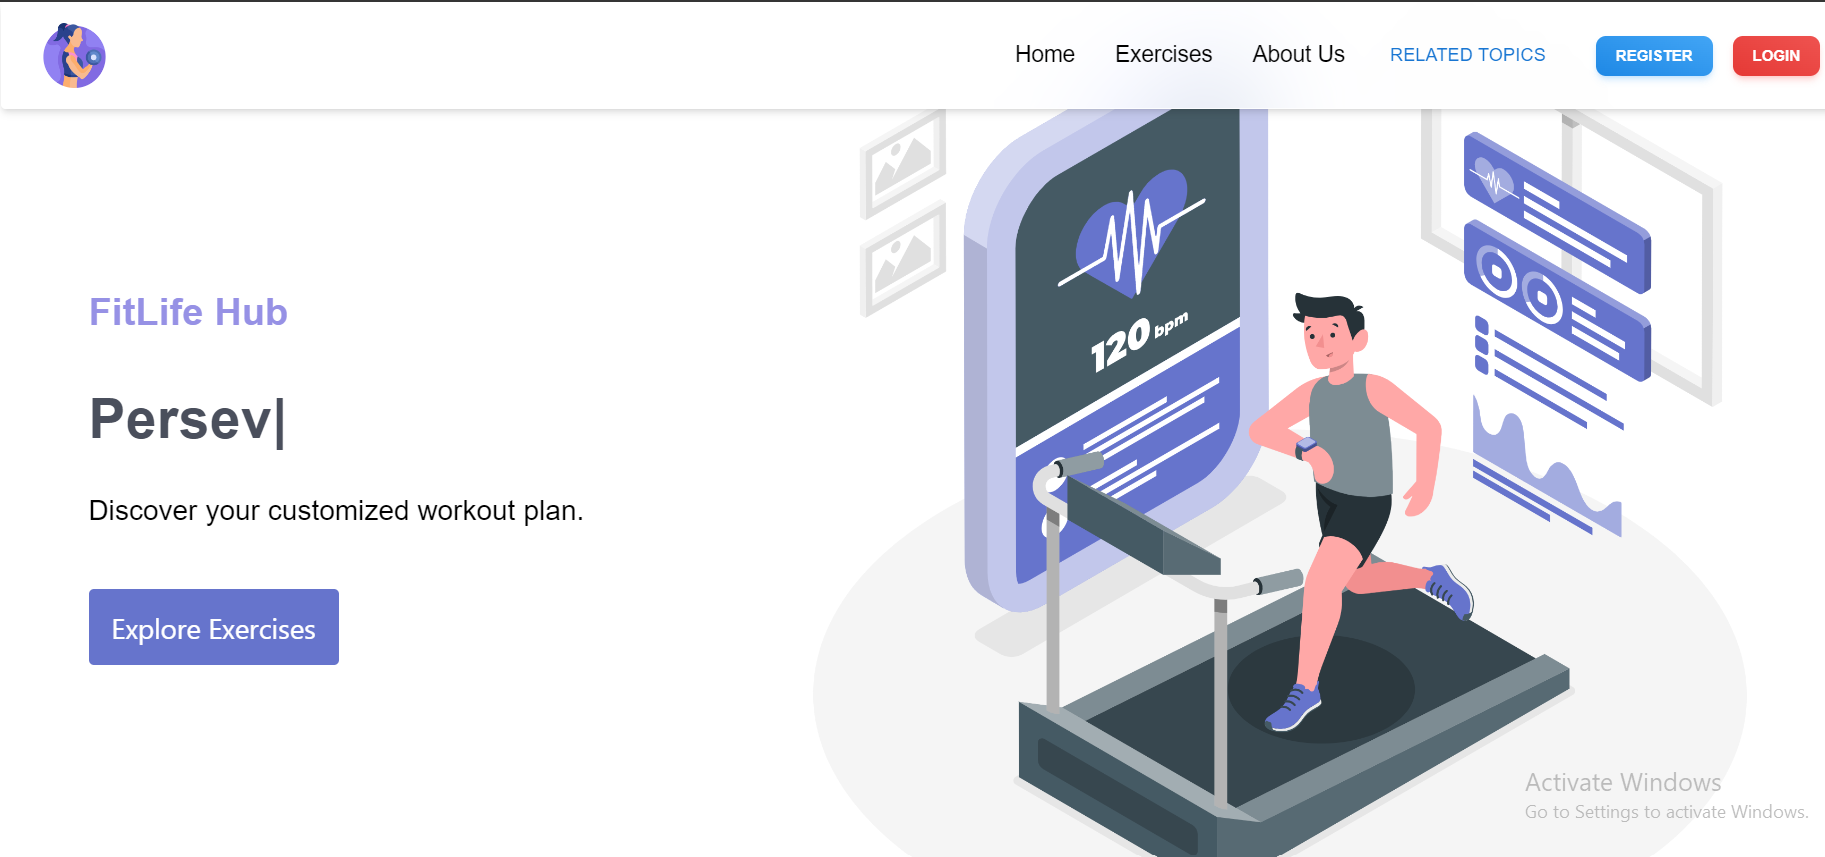 Home Exercises About Us RELATED TOPICS REGISTER LOGIN
FitLife Hub
Persev|
Discover your customized workout plan.
Explore Exercises
120 bpm
Activate Windows
Go to Settings to activate Windows.